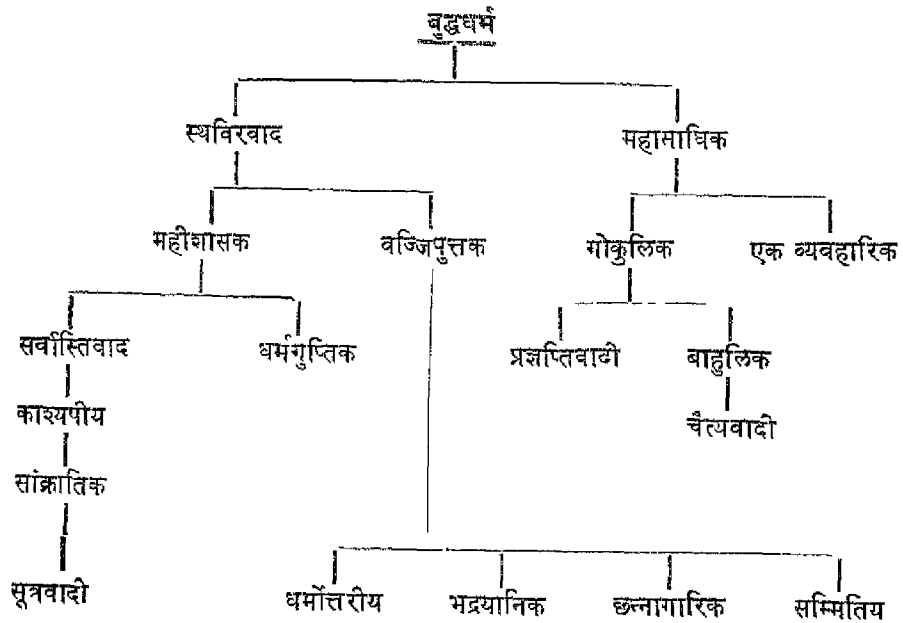 बुद्धधर्म
स्थविरवाद महासाघिक
महीशासक वज्जिपुत्तक गोकुलिक एक व्यवहारिक
सर्वास्तिवाद धर्मगुप्तिक प्रज्ञप्तिवादी बाहुलिक
काश्यपीय चैत्यवादी
सांक्रातिक
सूत्रवादी धर्मोत्तरीय भद्रयानिक छन्नागारिक सम्मितिय